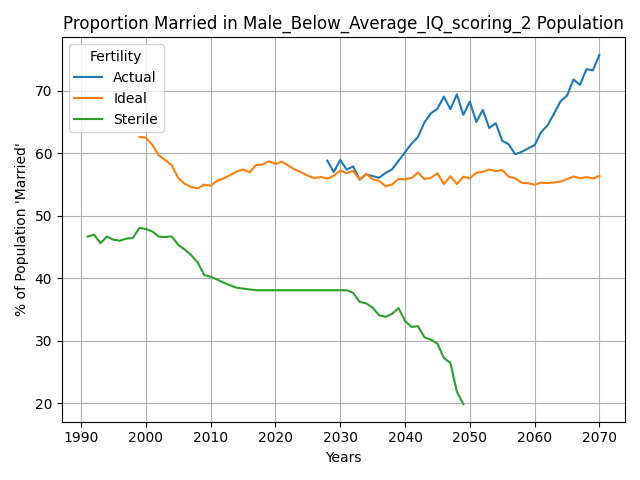 Proportion Married in Male_Below_Average_IQ_scoring_2 Population
Fertility
Actual
Ideal
Sterile
% of Population 'Married'
70
60
50
40
30
20
1990 2000 2010 2020 2030 2040 2050 2060 2070
Years